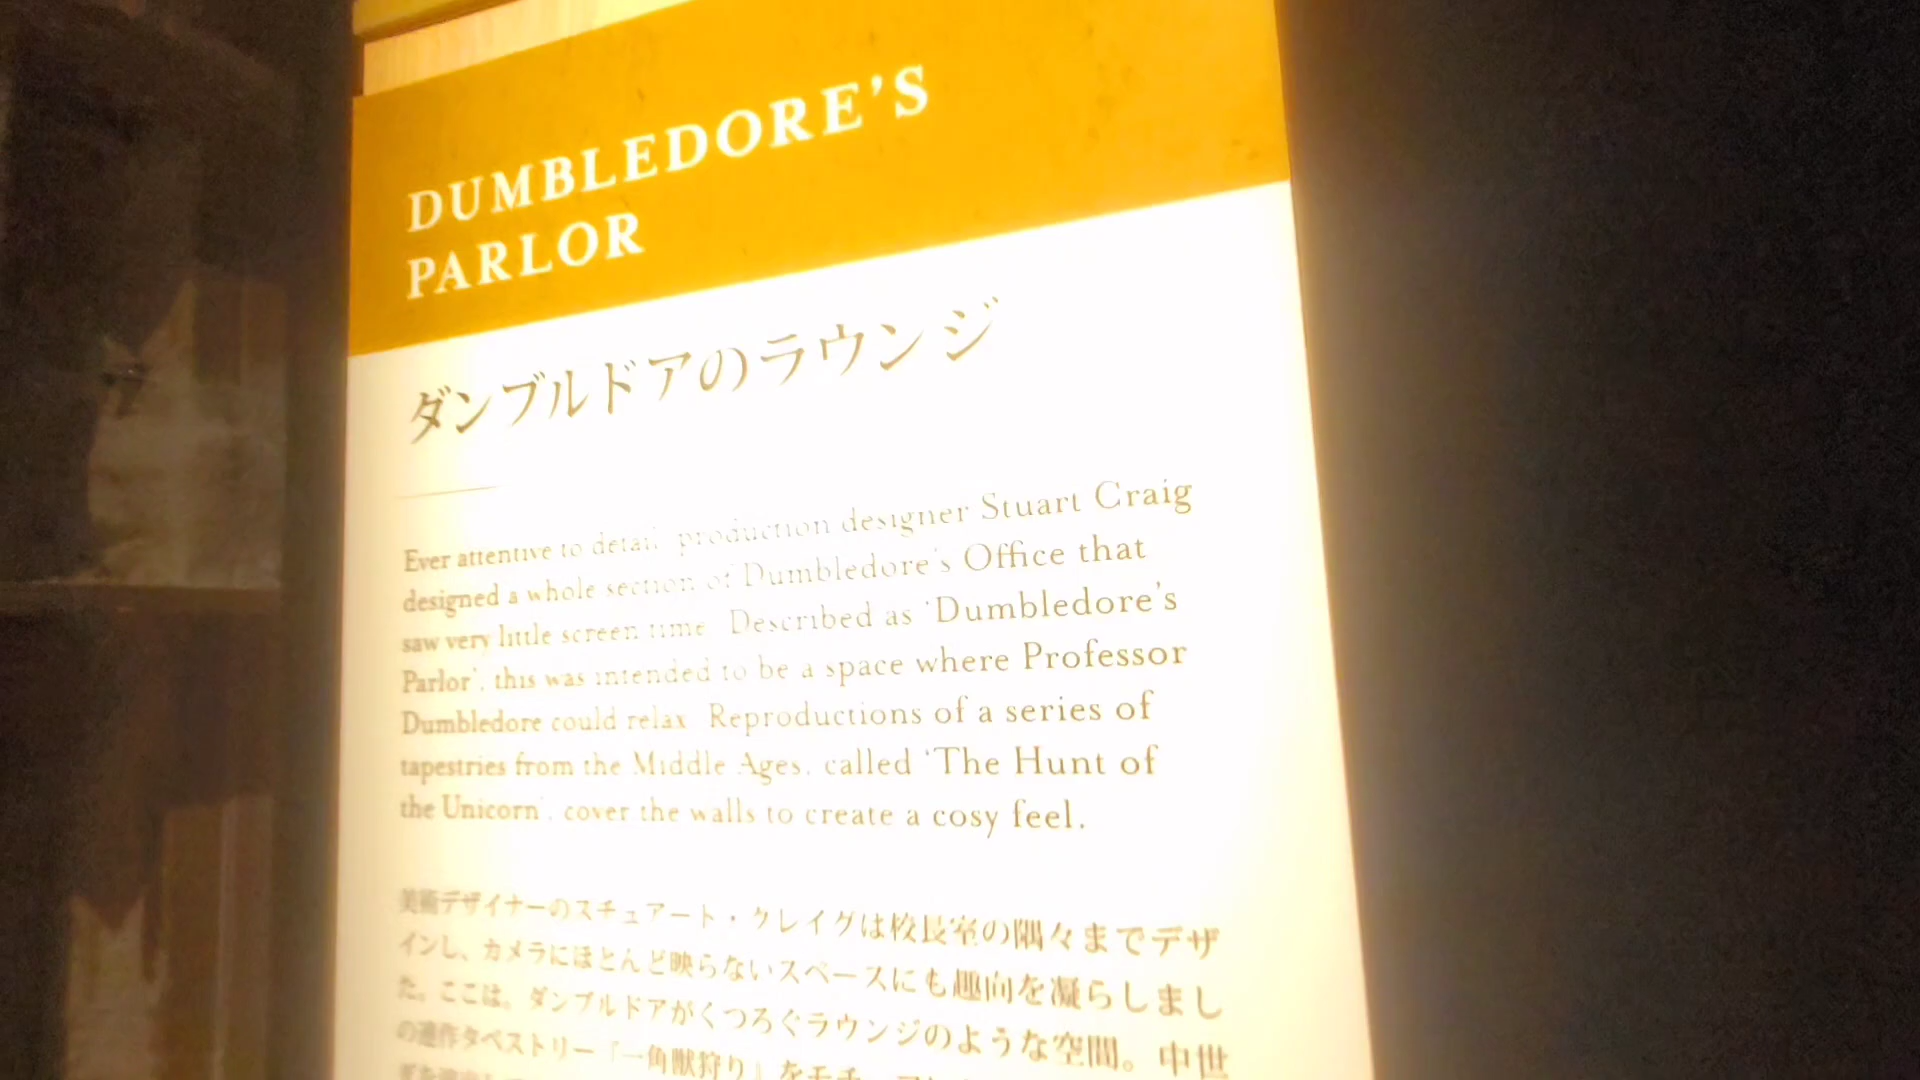 DUMBLEDORE'S
PARLOR
ダンブルドアのラウンジ
Ever attentive to detail production designer Stuart Craig
designed a whole section of Dumbledore's Office that
saw very little screen time. Described as 'Dumbledore's
Parlor', this was intended to be a space where Professor
Dumbledore could relax. Reproductions of a series of
tapestries from the Middle Ages, called 'The Hunt of
the Unicorn', cover the walls to create a cosy feel.
美術デザイナーのスチュアート・クレイグは校長室の隅々までデザ
インし、カメラにほとんど映らないスペースにも趣向を凝らしまし
た。ここは、ダンブルドアがくつろぐラウンジのような空間。中世
の連作タペストリー『一角獣狩り』をモチーフに